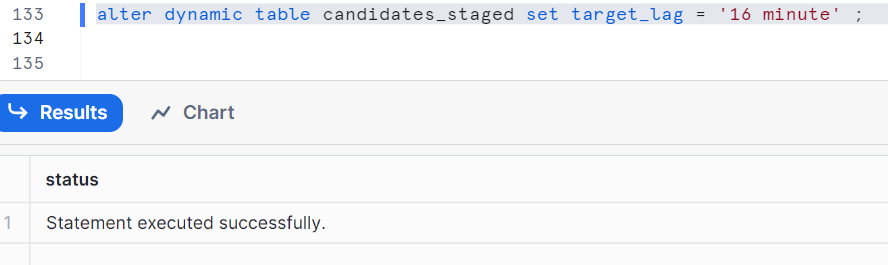 133 alter dynamic table candidates_staged set target_lag = '16 minute' ;
134
135
Results Chart
status
1 Statement executed successfully.